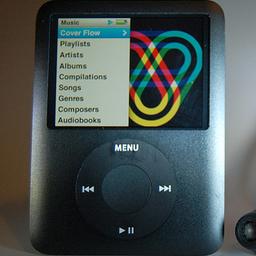 Music
Cover Flow
Playlists
Artists
Albums
Compilations
Songs
Genres
Composers
Audiobooks
MENU